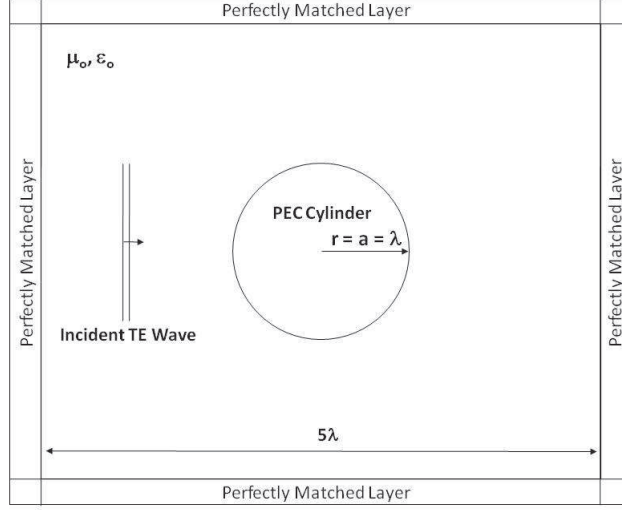 Perfectly Matched Layer
μo, εo
Perfectly Matched Layer
PEC Cylinder
r = a = λ
Perfectly Matched Layer
Incident TE Wave
5λ
Perfectly Matched Layer